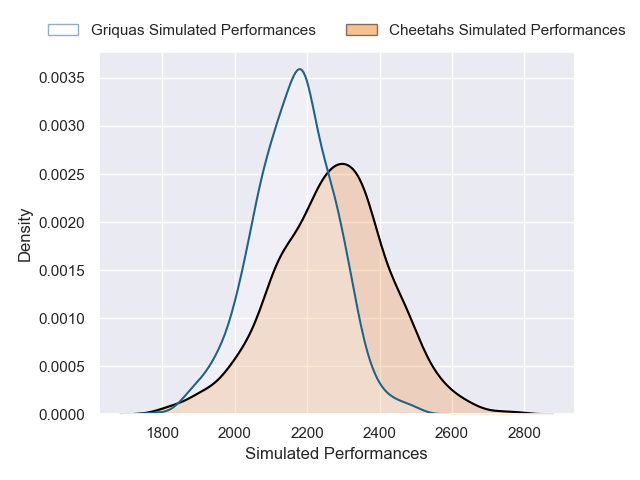 Griquas Simulated Performances
Cheetahs Simulated Performances
0.0035
0.0030
0.0025
0.0020
0.0015
0.0010
0.0005
0.0000
Density
1800 2000 2200 2400 2600 2800
Simulated Performances